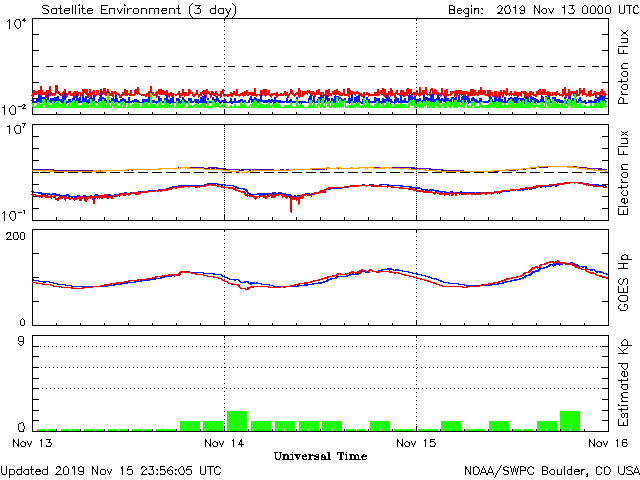 Satellite Environment (3 day) Begin: 2019 Nov 13 0000 UTC
10⁴
10⁻²
Proton Flux
10⁷
10⁻¹
Electron Flux
200
0
GOES Hp
9
0
Estimated Kp
Nov 13 Nov 14 Nov 15 Nov 16
Universal Time
Updated 2019 Nov 15 23:56:05 UTC NOAA/SWPC Boulder, CO USA